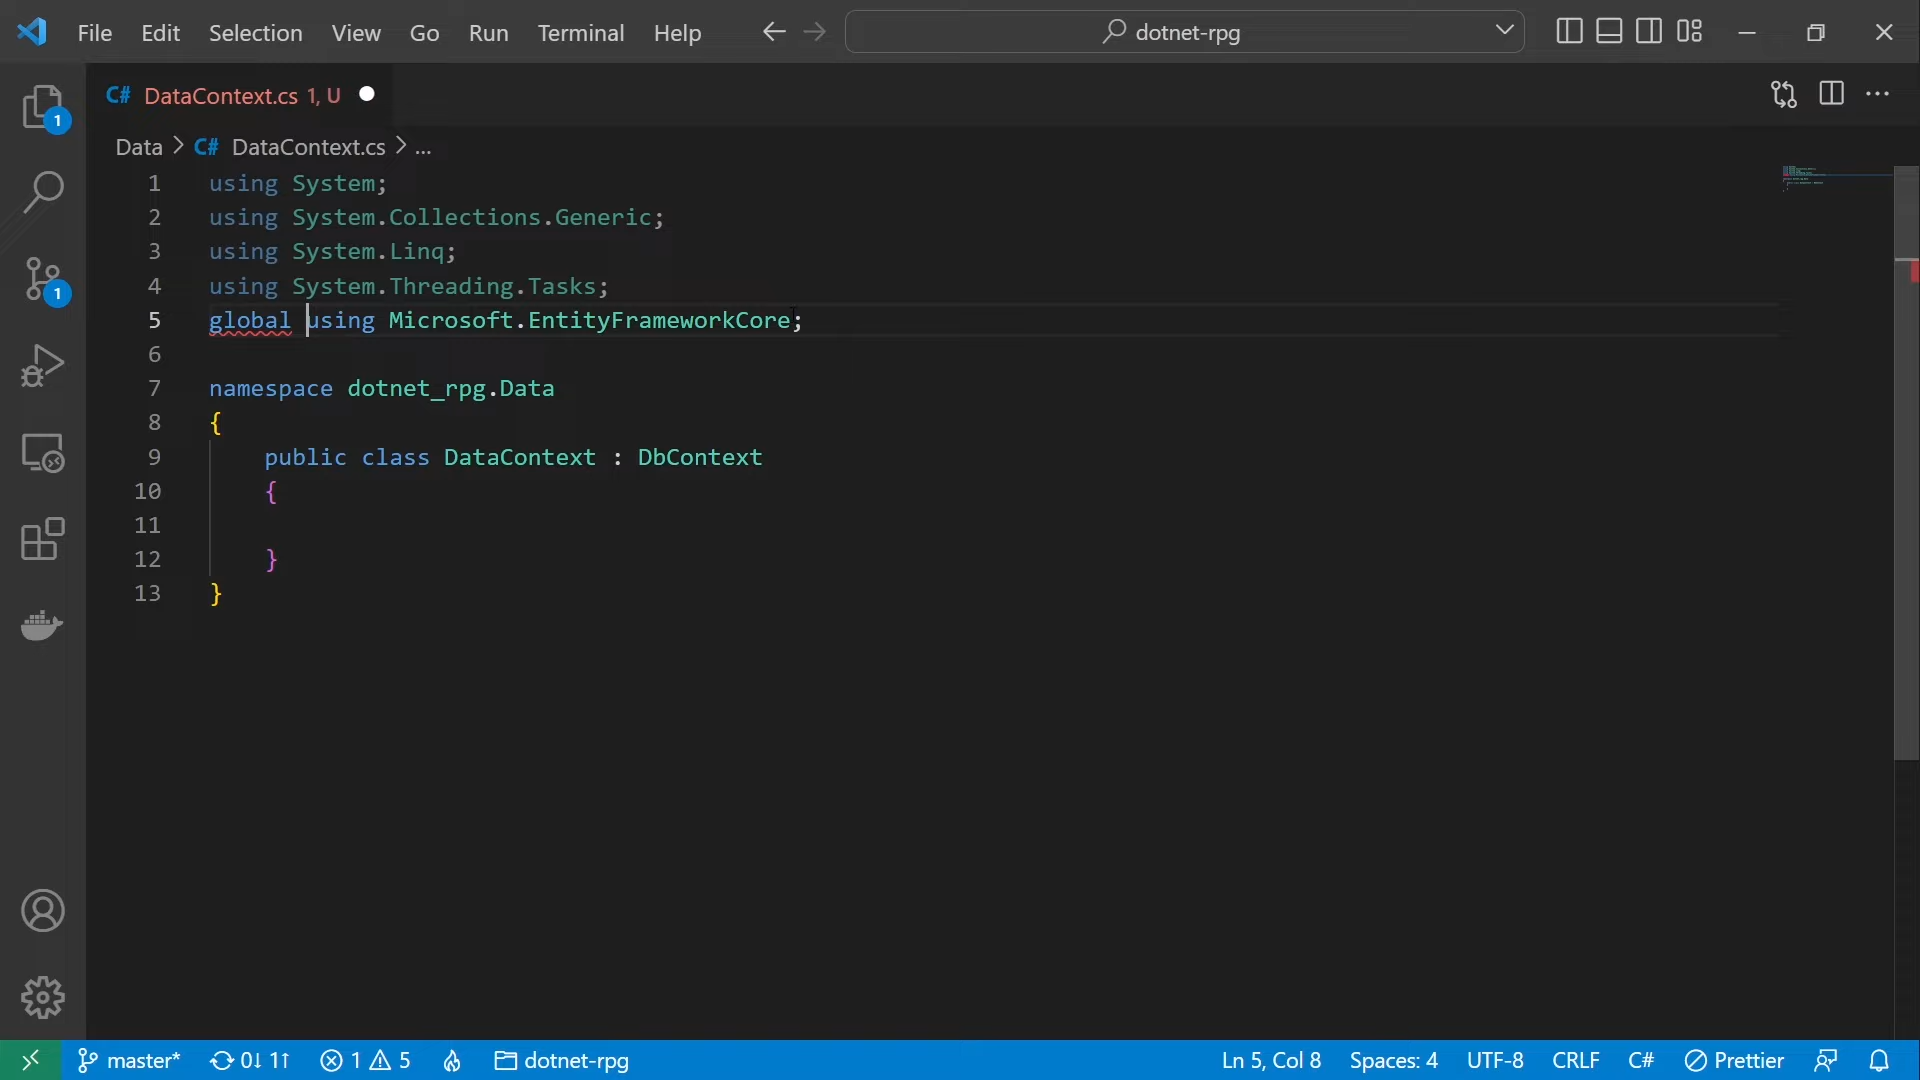 File Edit Selection View Go Run Terminal Help dotnet-rpg
C# DataContext.cs 1, U
Data > C# DataContext.cs > ...
1 using System;
2 using System.Collections.Generic;
3 using System.Linq;
4 using System.Threading.Tasks;
5 global using Microsoft.EntityFrameworkCore;
6
7 namespace dotnet_rpg.Data
8 {
9 public class DataContext : DbContext
10 {
11
12 }
13 }
1
1
master* 0↓ 1↑ 1 5 dotnet-rpg Ln 5, Col 8 Spaces: 4 UTF-8 CRLF C# Prettier